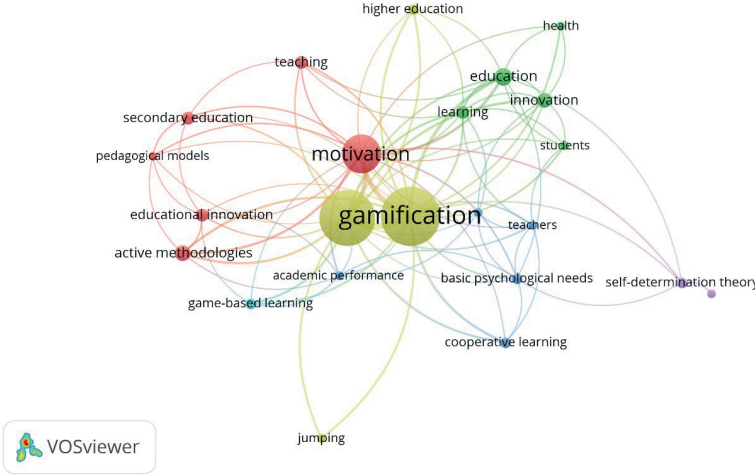 higher education
health
teaching
education
innovation
learning
secondary education
students
motivation
pedagogical models
gamification
educational innovation
teachers
active methodologies
academic performance
basic psychological needs
self-determination theory
game-based learning
cooperative learning
jumping
VOSviewer